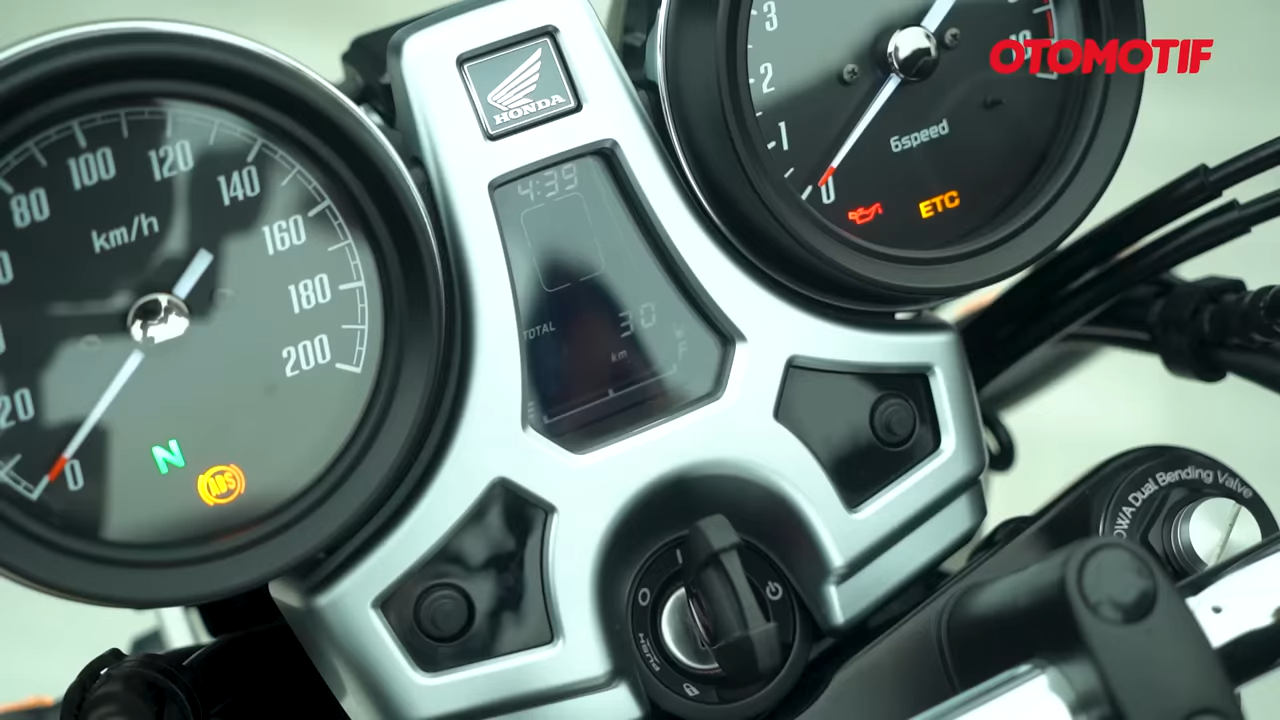 OTOMOTIF
HONDA
80
100
120
140
160
180
200
20
0
km/h
N
ABS
4:39
TOTAL
30
km
E
F
3
2
1
0
6speed
ETC
I
O
PUSH
Dual Bending Valve